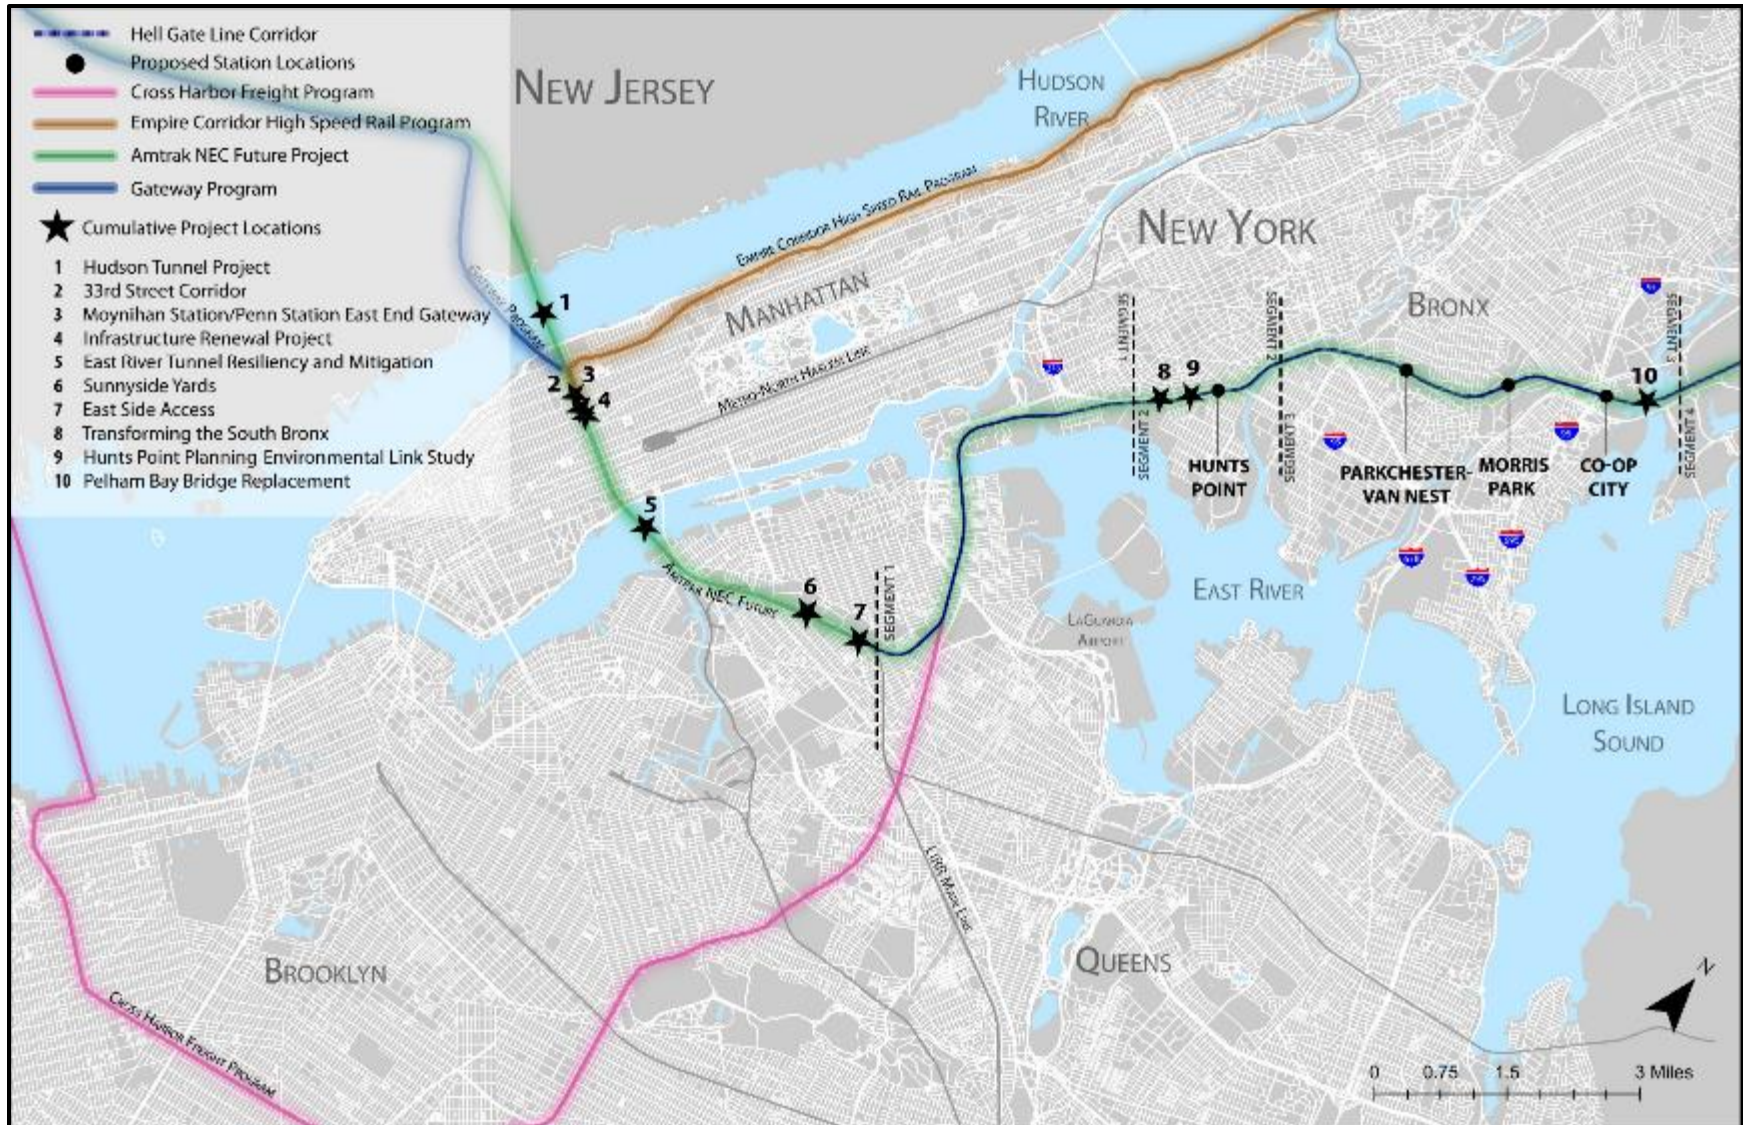 Hell Gate Line Corridor
Proposed Station Locations
Cross Harbor Freight Program
Empire Corridor High Speed Rail Program
Amtrak NEC Future Project
Gateway Program
Cumulative Project Locations
1 Hudson Tunnel Project
2 33rd Street Corridor
3 Moynihan Station/Penn Station East End Gateway
4 Infrastructure Renewal Project
5 East River Tunnel Resiliency and Mitigation
6 Sunnyside Yards
7 East Side Access
8 Transforming the South Bronx
9 Hunts Point Planning Environmental Link Study
10 Pelham Bay Bridge Replacement
NEW JERSEY
HUDSON
RIVER
EMPIRE CORRIDOR HIGH SPEED RAIL PROGRAM
NEW YORK
MANHATTAN
BRONX
GATEWAY PROGRAM
METRO-NORTH HARLEM LINE
1
2
3
4
5
6
7
8
9
10
SEGMENT 1
SEGMENT 1
SEGMENT 2
SEGMENT 2
SEGMENT 3
SEGMENT 3
SEGMENT 4
HUNTS
POINT
PARKCHESTER-
VAN NEST
MORRIS
PARK
CO-OP
CITY
AMTRAK NEC FUTURE
EAST RIVER
LAGUARDIA
AIRPORT
LONG ISLAND
SOUND
LIRR MAIN LINE
BROOKLYN
QUEENS
CROSS HARBOR FREIGHT PROGRAM
N
0 0.75 1.5 3 Miles